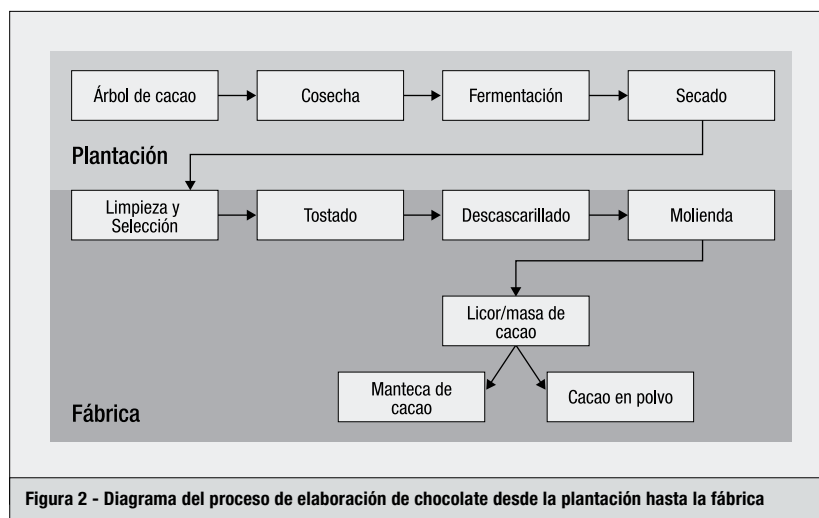 Árbol de cacao
Cosecha
Fermentación
Secado
Plantación
Limpieza y
Selección
Tostado
Descascarillado
Molienda
Licor/masa de
cacao
Manteca de
cacao
Cacao en polvo
Fábrica
Figura 2 - Diagrama del proceso de elaboración de chocolate desde la plantación hasta la fábrica